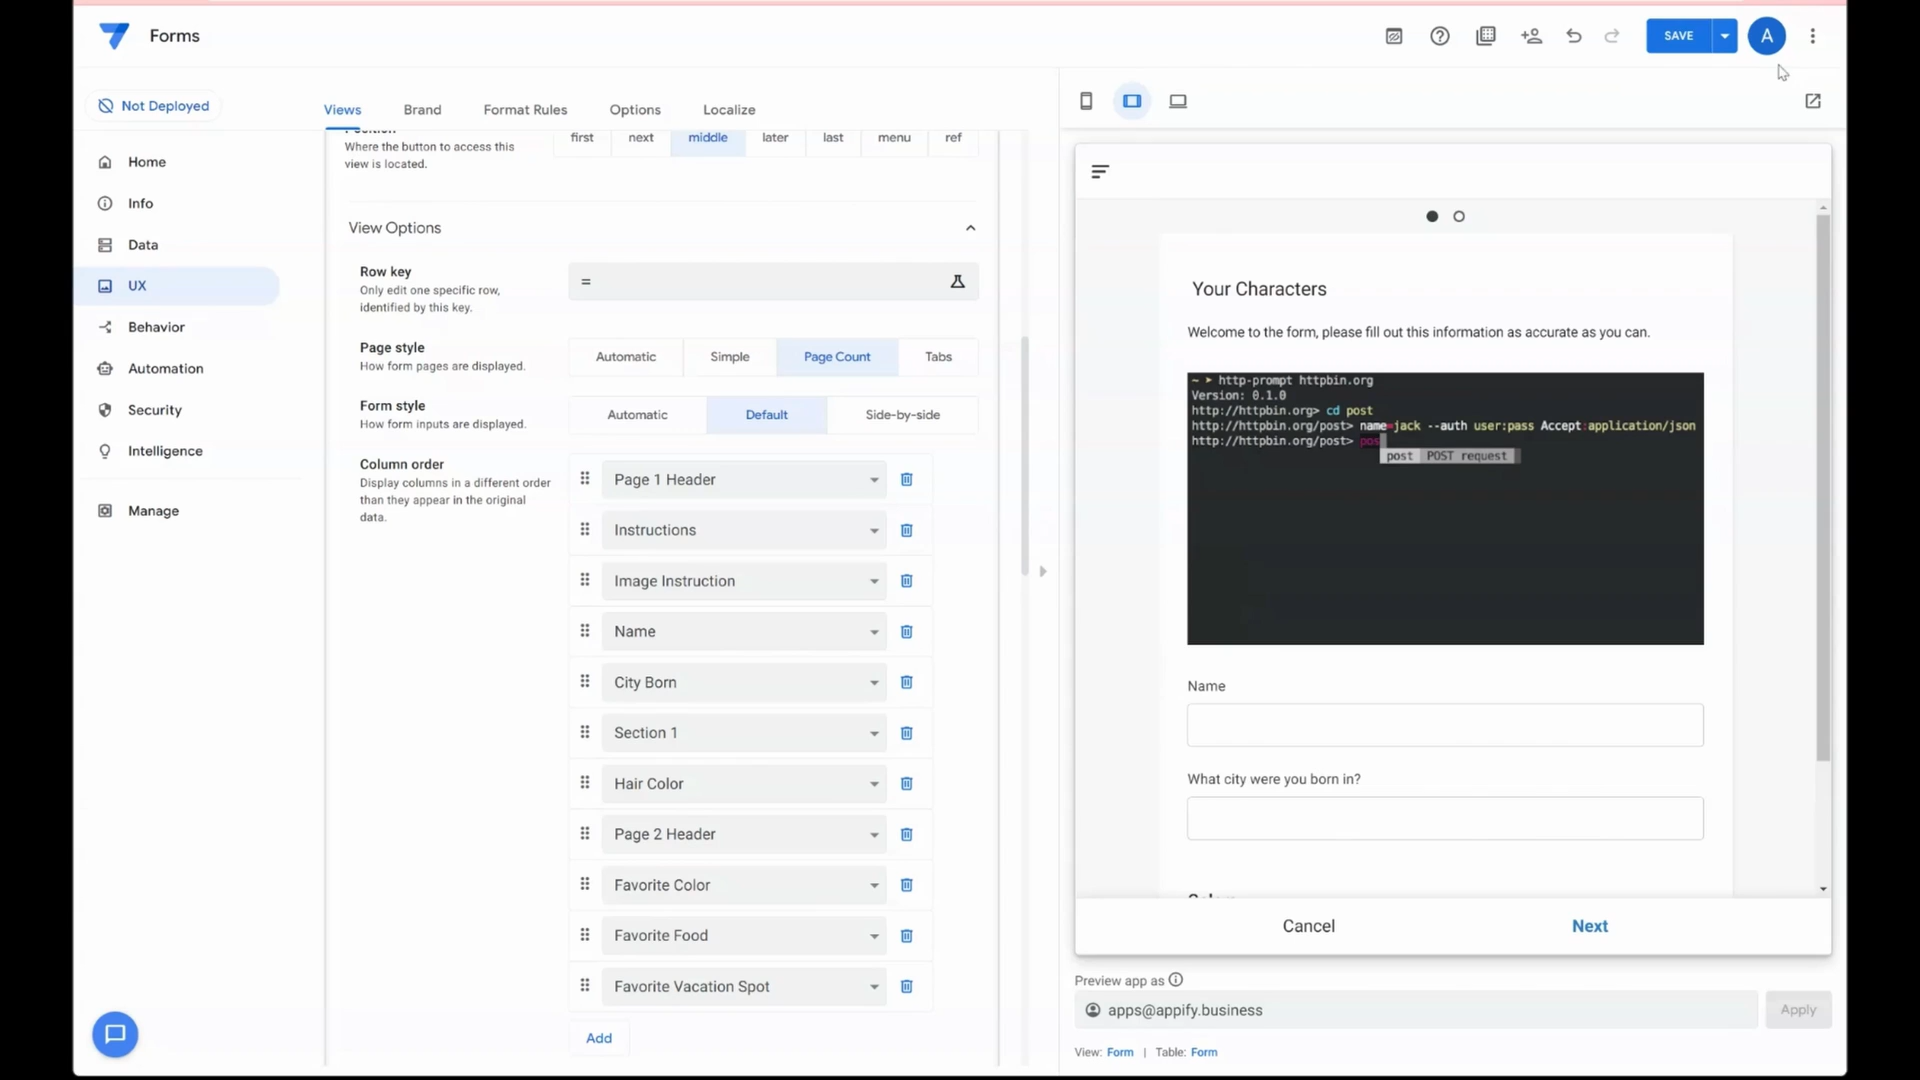 Forms
SAVE
A
Not Deployed
Views
Brand
Format Rules
Options
Localize
Home
Info
Data
UX
Behavior
Automation
Security
Intelligence
Manage
Position
Where the button to access this
view is located.
first
next
middle
later
last
menu
ref
View Options
Row key
Only edit one specific row,
identified by this key.
=
Page style
How form pages are displayed.
Automatic
Simple
Page Count
Tabs
Form style
How form inputs are displayed.
Automatic
Default
Side-by-side
Column order
Display columns in a different order
than they appear in the original
data.
Page 1 Header
Instructions
Image Instruction
Name
City Born
Section 1
Hair Color
Page 2 Header
Favorite Color
Favorite Food
Favorite Vacation Spot
Add
Your Characters
Welcome to the form, please fill out this information as accurate as you can.
~ ➤ http-prompt httpbin.org
Version: 0.1.0
http://httpbin.org> cd post
http://httpbin.org/post> name=jack --auth user:pass Accept:application/json
http://httpbin.org/post> pos
post POST request
Name
What city were you born in?
Cancel
Next
Preview app as
apps@appify.business
Apply
View: Form | Table: Form